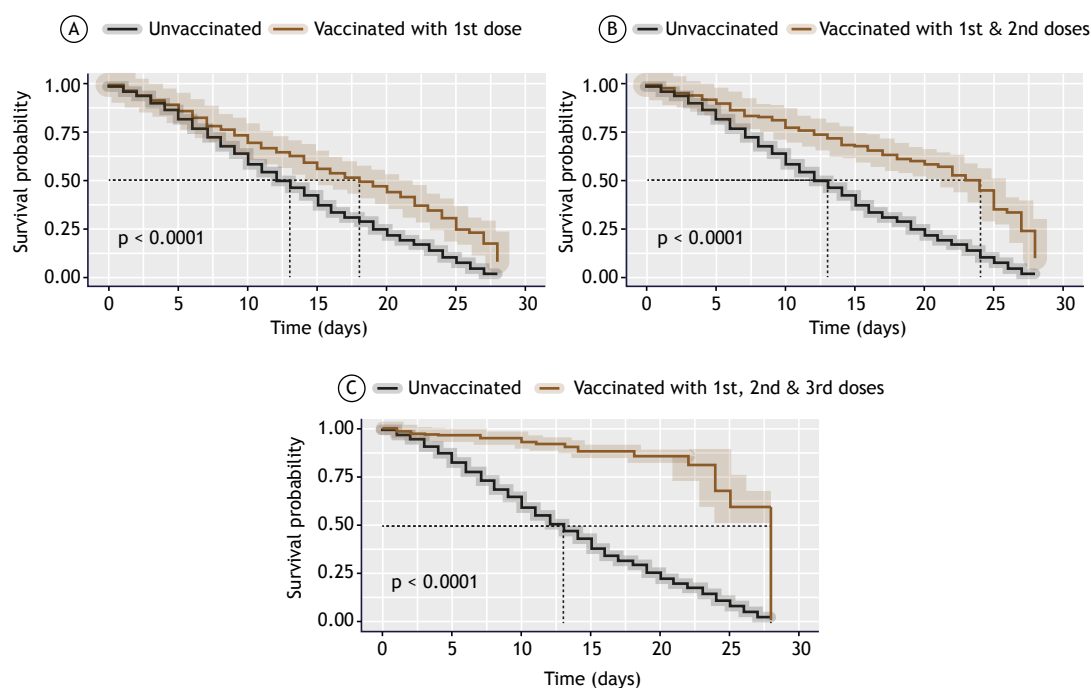 A Unvaccinated Vaccinated with 1st dose
Survival probability
1.00
0.75
0.50
0.25
0.00
p < 0.0001
0 5 10 15 20 25 30
Time (days)
B Unvaccinated Vaccinated with 1st & 2nd doses
Survival probability
1.00
0.75
0.50
0.25
0.00
p < 0.0001
0 5 10 15 20 25 30
Time (days)
C Unvaccinated Vaccinated with 1st, 2nd & 3rd doses
Survival probability
1.00
0.75
0.50
0.25
0.00
p < 0.0001
0 5 10 15 20 25 30
Time (days)